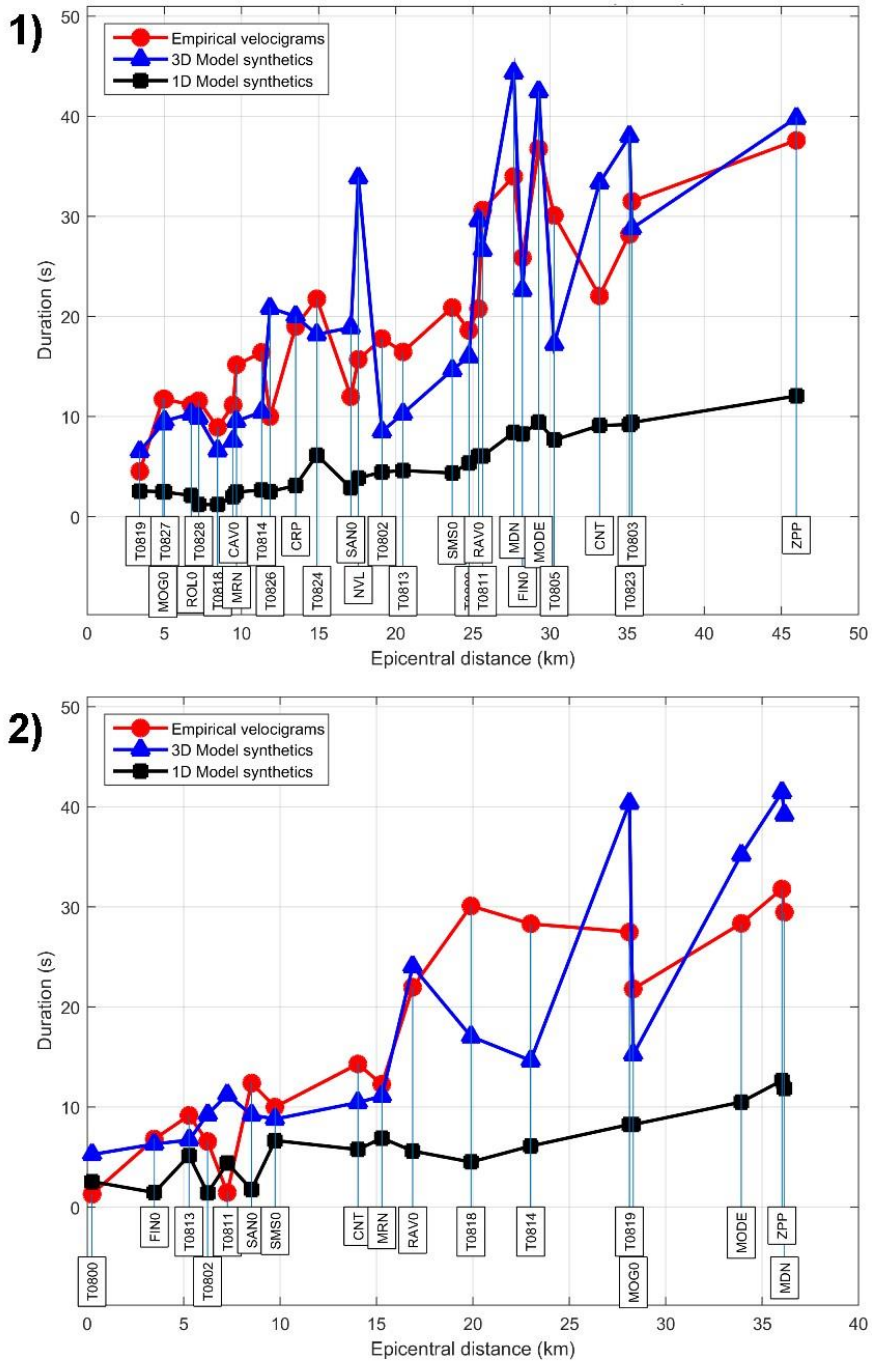 1)
50
Empirical velocigrams
3D Model synthetics
1D Model synthetics
40
30
20
10
0
Duration (s)
T0819
T0827
T0828
CAV0
T0814
CRP
SAN0
T0802
SMS0
RAV0
MDN
MODE
CNT
T0803
ZPP
MOG0
ROL0
T0818
MRN
T0826
T0824
NVL
T0813
T0811
FIN0
T0805
T0823
0 5 10 15 20 25 30 35 40 45 50
Epicentral distance (km)
2)
50
Empirical velocigrams
3D Model synthetics
1D Model synthetics
40
30
20
10
0
Duration (s)
FIN0
T0813
T0811
SAN0
SMS0
CNT
MRN
RAV0
T0818
T0814
T0819
MODE
ZPP
T0800
T0802
MOG0
MDN
0 5 10 15 20 25 30 35 40
Epicentral distance (km)